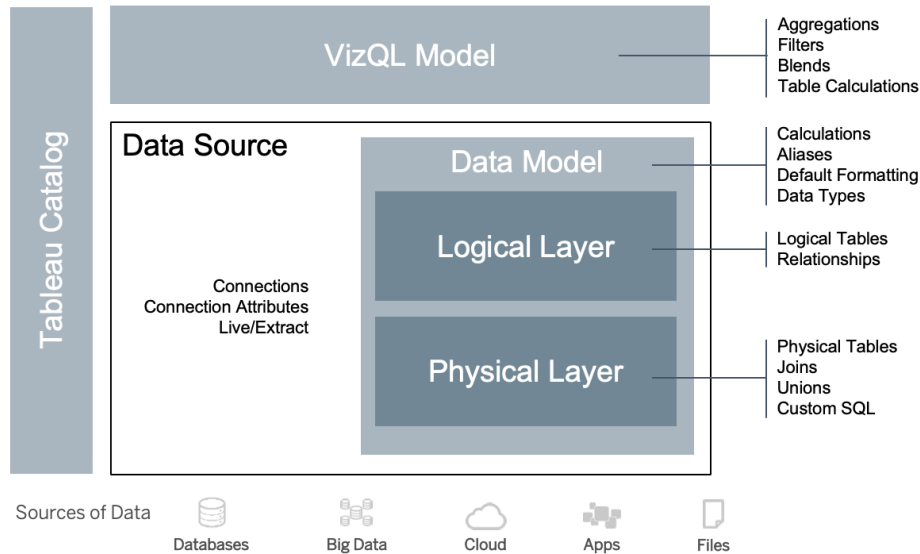 Tableau Catalog
VizQL Model
Aggregations
Filters
Blends
Table Calculations
Data Source
Connections
Connection Attributes
Live/Extract
Data Model
Calculations
Aliases
Default Formatting
Data Types
Logical Layer
Logical Tables
Relationships
Physical Layer
Physical Tables
Joins
Unions
Custom SQL
Sources of Data
Databases
Big Data
Cloud
Apps
Files